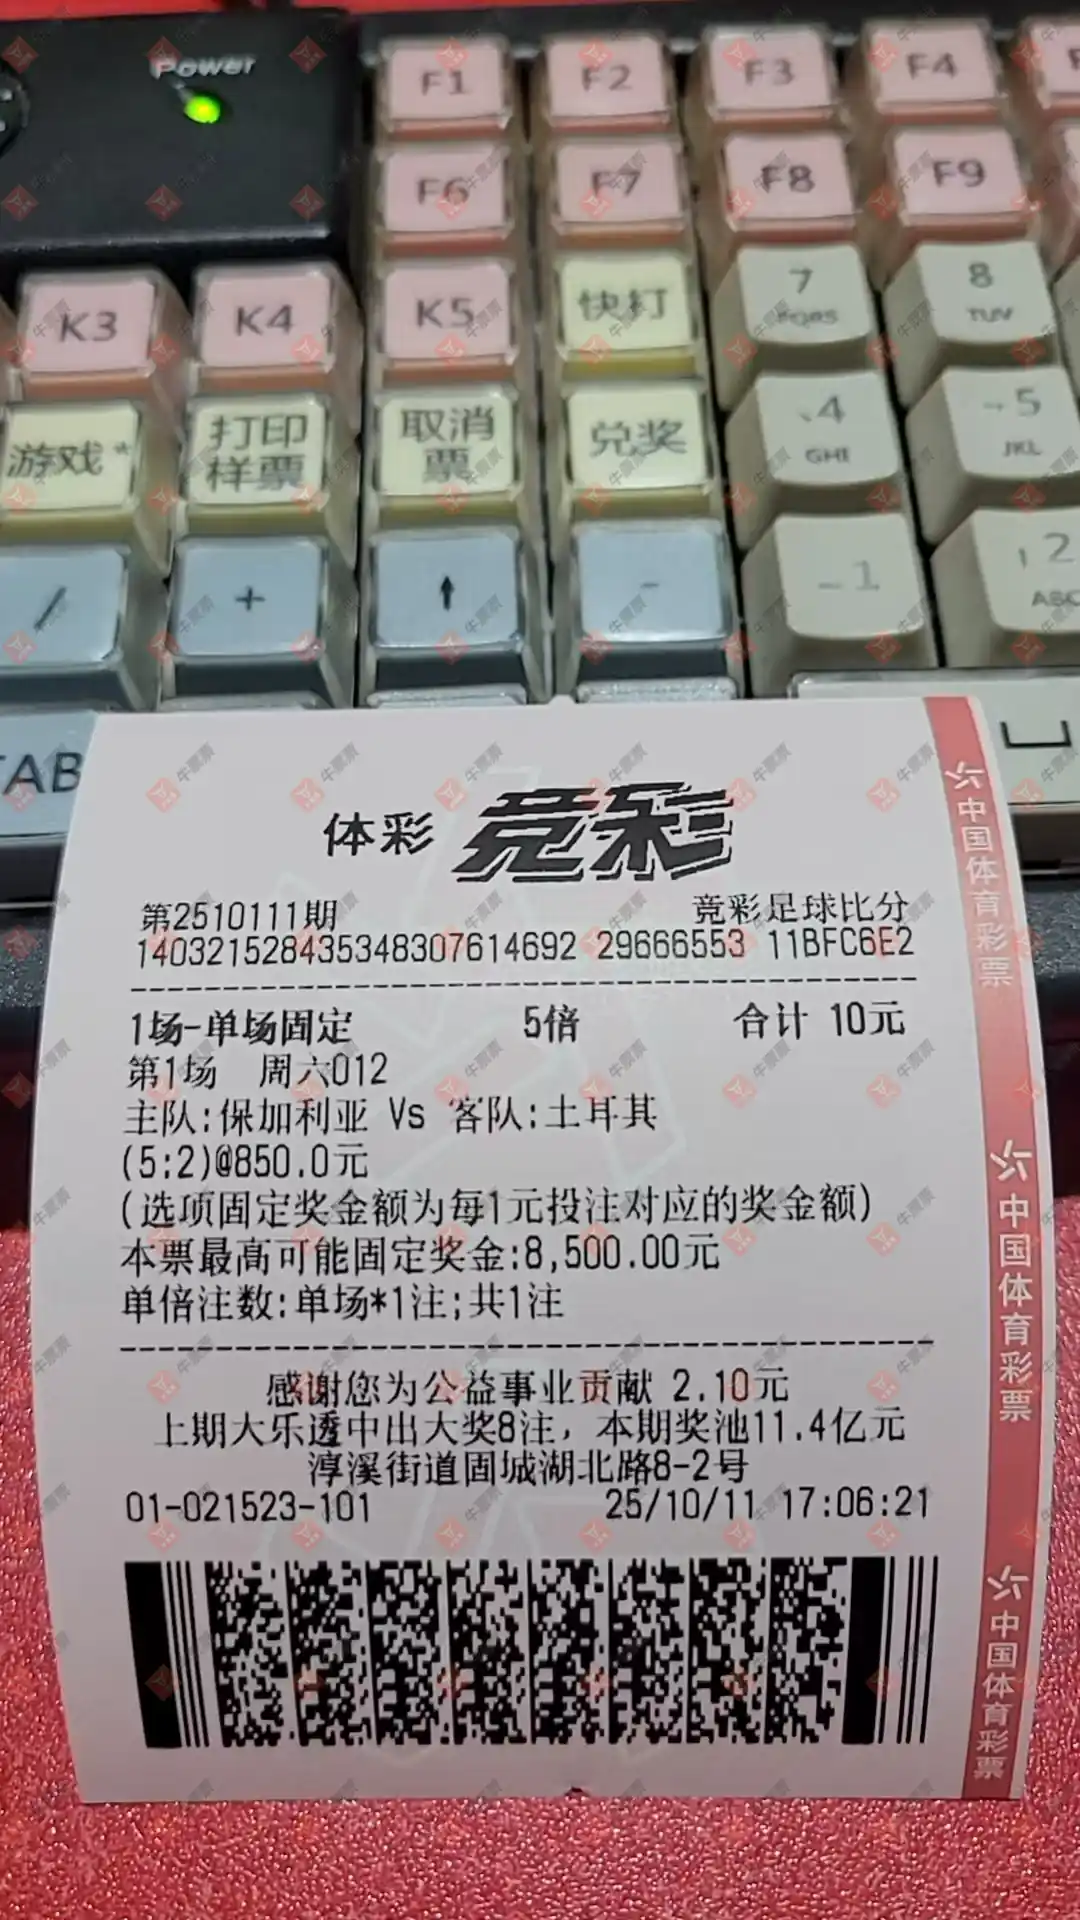 Power
F1 F2 F3 F4
F6 F7 F8 F9
K3 K4 K5 快打 7 PQRS 8 TUV
游戏* 打印样票 取消票 兑奖 4 GHI 5 JKL
/ + ↑ - 1 2 ABC
TAB
体彩 竞彩
第2510111期 竞彩足球比分
140321528435348307614692 29666553 11BFC6E2
1场-单场固定 5倍 合计 10元
第1场 周六012
主队:保加利亚 Vs 客队:土耳其
(5:2)@850.0元
(选项固定奖金额为每1元投注对应的奖金额)
本票最高可能固定奖金:8,500.00元
单倍注数:单场*1注;共1注
感谢您为公益事业贡献 2.10元
上期大乐透中出大奖8注，本期奖池11.4亿元
淳溪街道固城湖北路8-2号
01-021523-101 25/10/11 17:06:21
中国体育彩票
中国体育彩票
中国体育彩票
牛票票